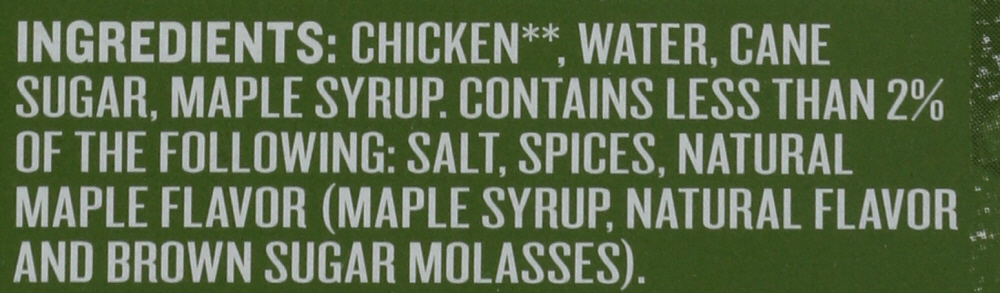 INGREDIENTS: CHICKEN**, WATER, CANE
SUGAR, MAPLE SYRUP. CONTAINS LESS THAN 2%
OF THE FOLLOWING: SALT, SPICES, NATURAL
MAPLE FLAVOR (MAPLE SYRUP, NATURAL FLAVOR
AND BROWN SUGAR MOLASSES).